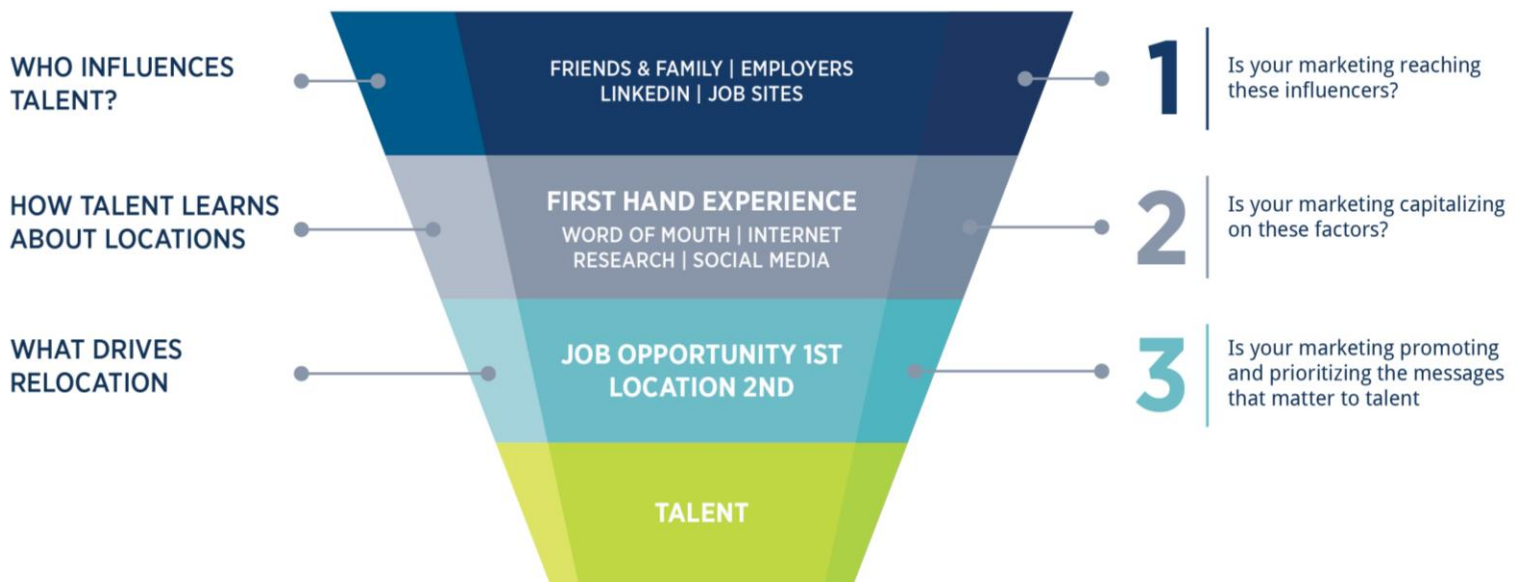 WHO INFLUENCES
TALENT?
FRIENDS & FAMILY | EMPLOYERS
LINKEDIN | JOB SITES
1
Is your marketing reaching
these influencers?
HOW TALENT LEARNS
ABOUT LOCATIONS
FIRST HAND EXPERIENCE
WORD OF MOUTH | INTERNET
RESEARCH | SOCIAL MEDIA
2
Is your marketing capitalizing
on these factors?
WHAT DRIVES
RELOCATION
JOB OPPORTUNITY 1ST
LOCATION 2ND
3
Is your marketing promoting
and prioritizing the messages
that matter to talent
TALENT